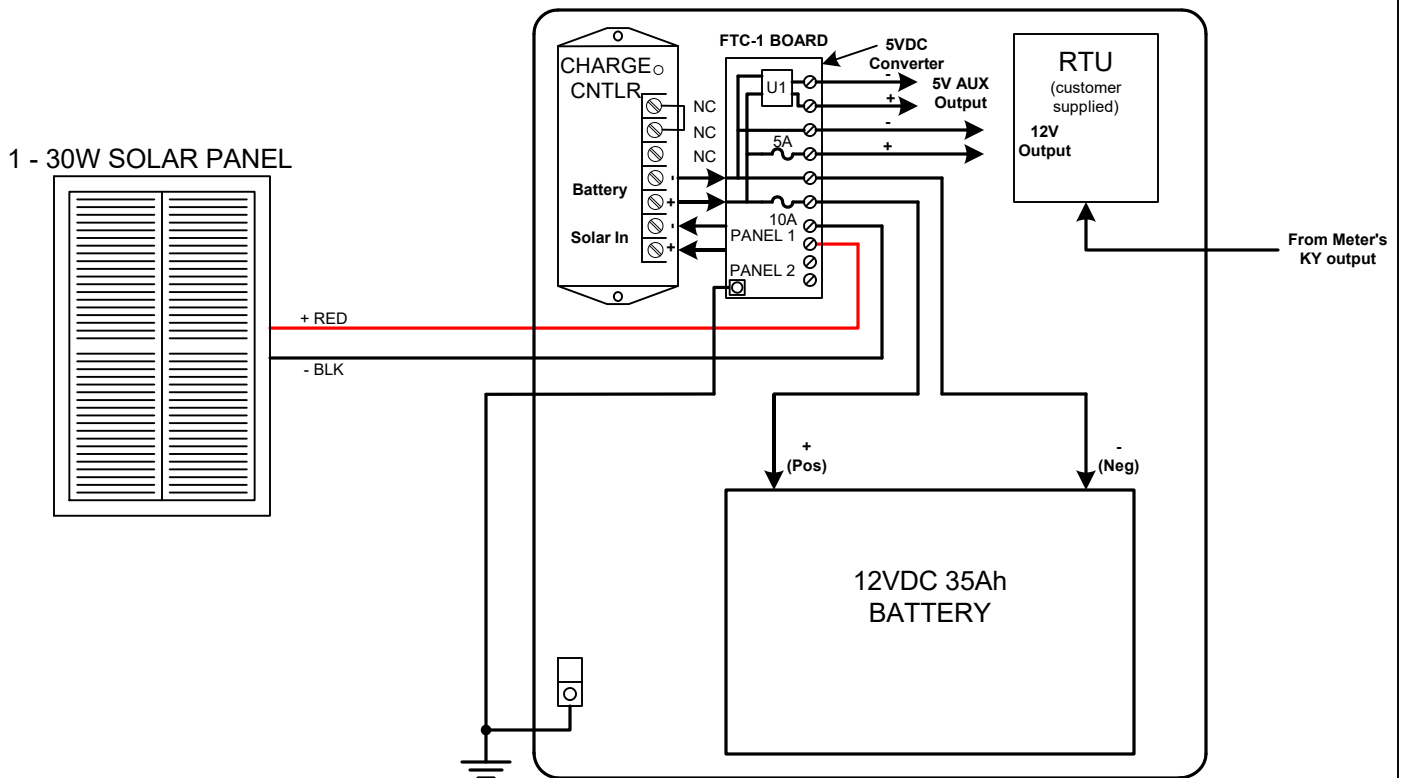 FTC-1 BOARD
5VDC
Converter
CHARGE
CNTLR
U1
-
+
5V AUX
Output
NC
NC
NC
-
5A
+
12V
Output
RTU
(customer
supplied)
1 - 30W SOLAR PANEL
Battery
-
+
Solar In
-
+
10A
PANEL 1
PANEL 2
From Meter's
KY output
+ RED
- BLK
+
(Pos)
-
(Neg)
12VDC 35Ah
BATTERY